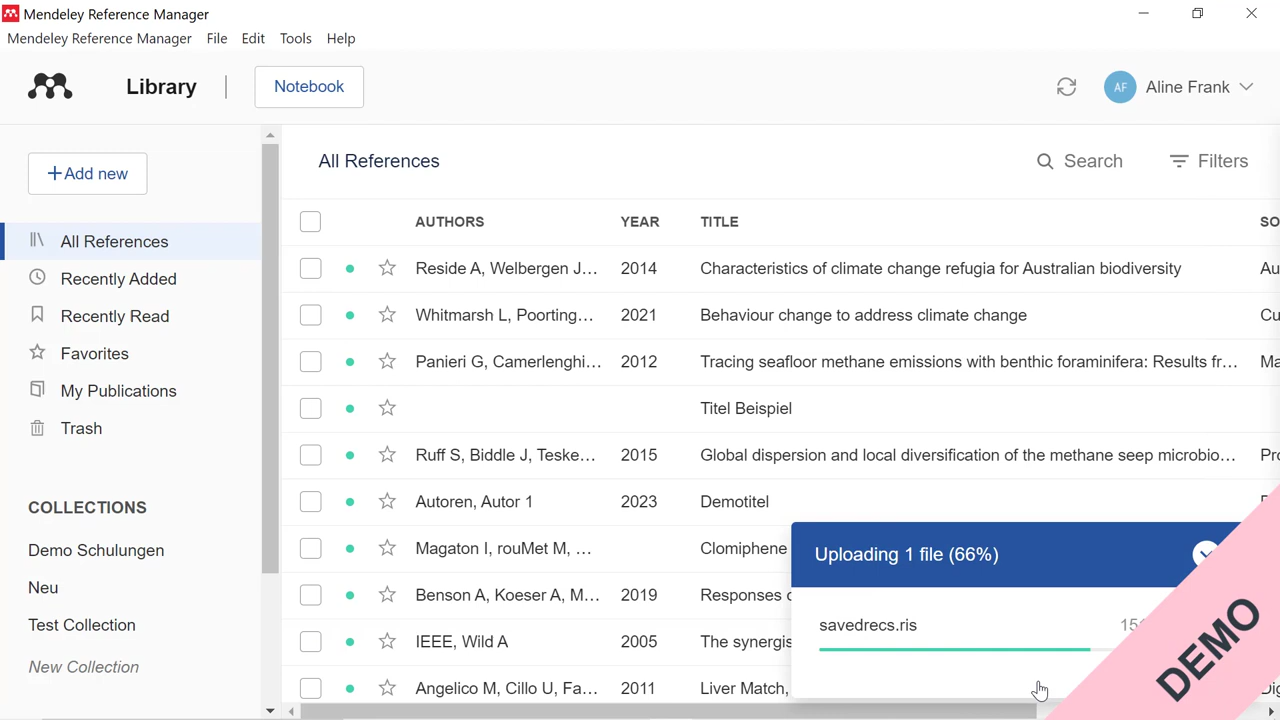 Mendeley Reference Manager
Mendeley Reference Manager File Edit Tools Help
Library | Notebook
AF Aline Frank
+Add new
All References
Recently Added
Recently Read
Favorites
My Publications
Trash
COLLECTIONS
Demo Schulungen
Neu
Test Collection
New Collection
All References Search Filters
AUTHORS YEAR TITLE SO
Reside A, Welbergen J... 2014 Characteristics of climate change refugia for Australian biodiversity Au
Whitmarsh L, Poorting... 2021 Behaviour change to address climate change Cu
Panieri G, Camerlenghi... 2012 Tracing seafloor methane emissions with benthic foraminifera: Results fr... Ma
Titel Beispiel
Ruff S, Biddle J, Teske... 2015 Global dispersion and local diversification of the methane seep microbio... Pro
Autoren, Autor 1 2023 Demotitel
Magaton I, rouMet M, ... Clomiphene
Benson A, Koeser A, M... 2019 Responses
IEEE, Wild A 2005 The synergis
Angelico M, Cillo U, Fa... 2011 Liver Match, Dig
Uploading 1 file (66%)
savedrecs.ris
DEMO